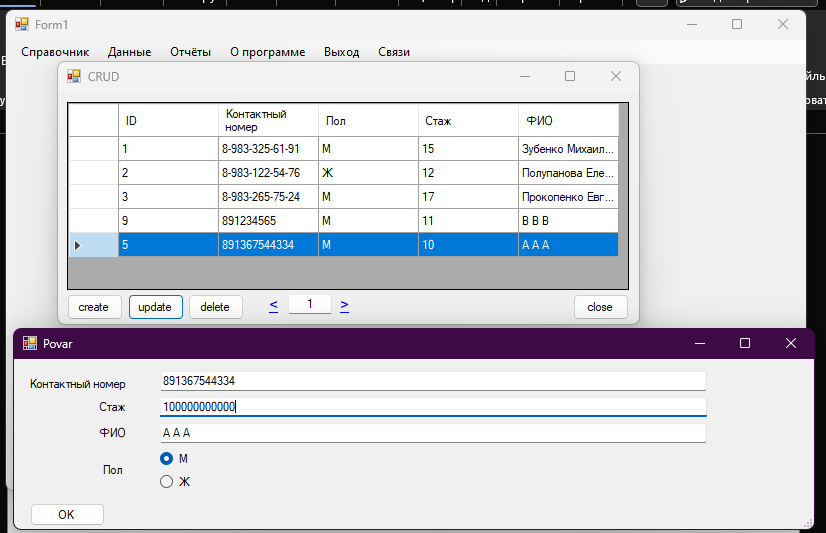 Form1
Справочник Данные Отчёты О программе Выход Связи
CRUD
ID Контактный номер Пол Стаж ФИО
1 8-983-325-61-91 М 15 Зубенко Михаил...
2 8-983-122-54-76 Ж 12 Полупанова Еле...
3 8-983-265-75-24 М 17 Прокопенко Евг...
9 891234565 М 11 В В В
5 891367544334 М 10 А А А
create update delete < 1 > close
Povar
Контактный номер 891367544334
Стаж 100000000000
ФИО А А А
Пол М
Ж
OK